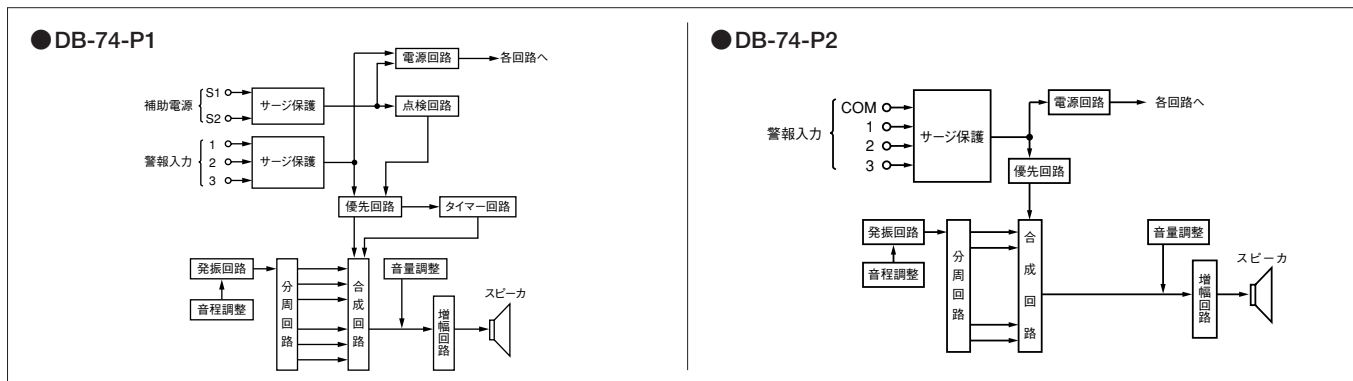 ●DB-74-P1
電源回路
各回路へ
補助電源
S1
S2
サージ保護
点検回路
警報入力
1
2
3
サージ保護
優先回路
タイマー回路
発振回路
音程調整
分周回路
合成回路
音量調整
増幅回路
スピーカ
●DB-74-P2
電源回路
各回路へ
警報入力
COM
1
2
3
サージ保護
優先回路
発振回路
音程調整
分周回路
合成回路
音量調整
増幅回路
スピーカ